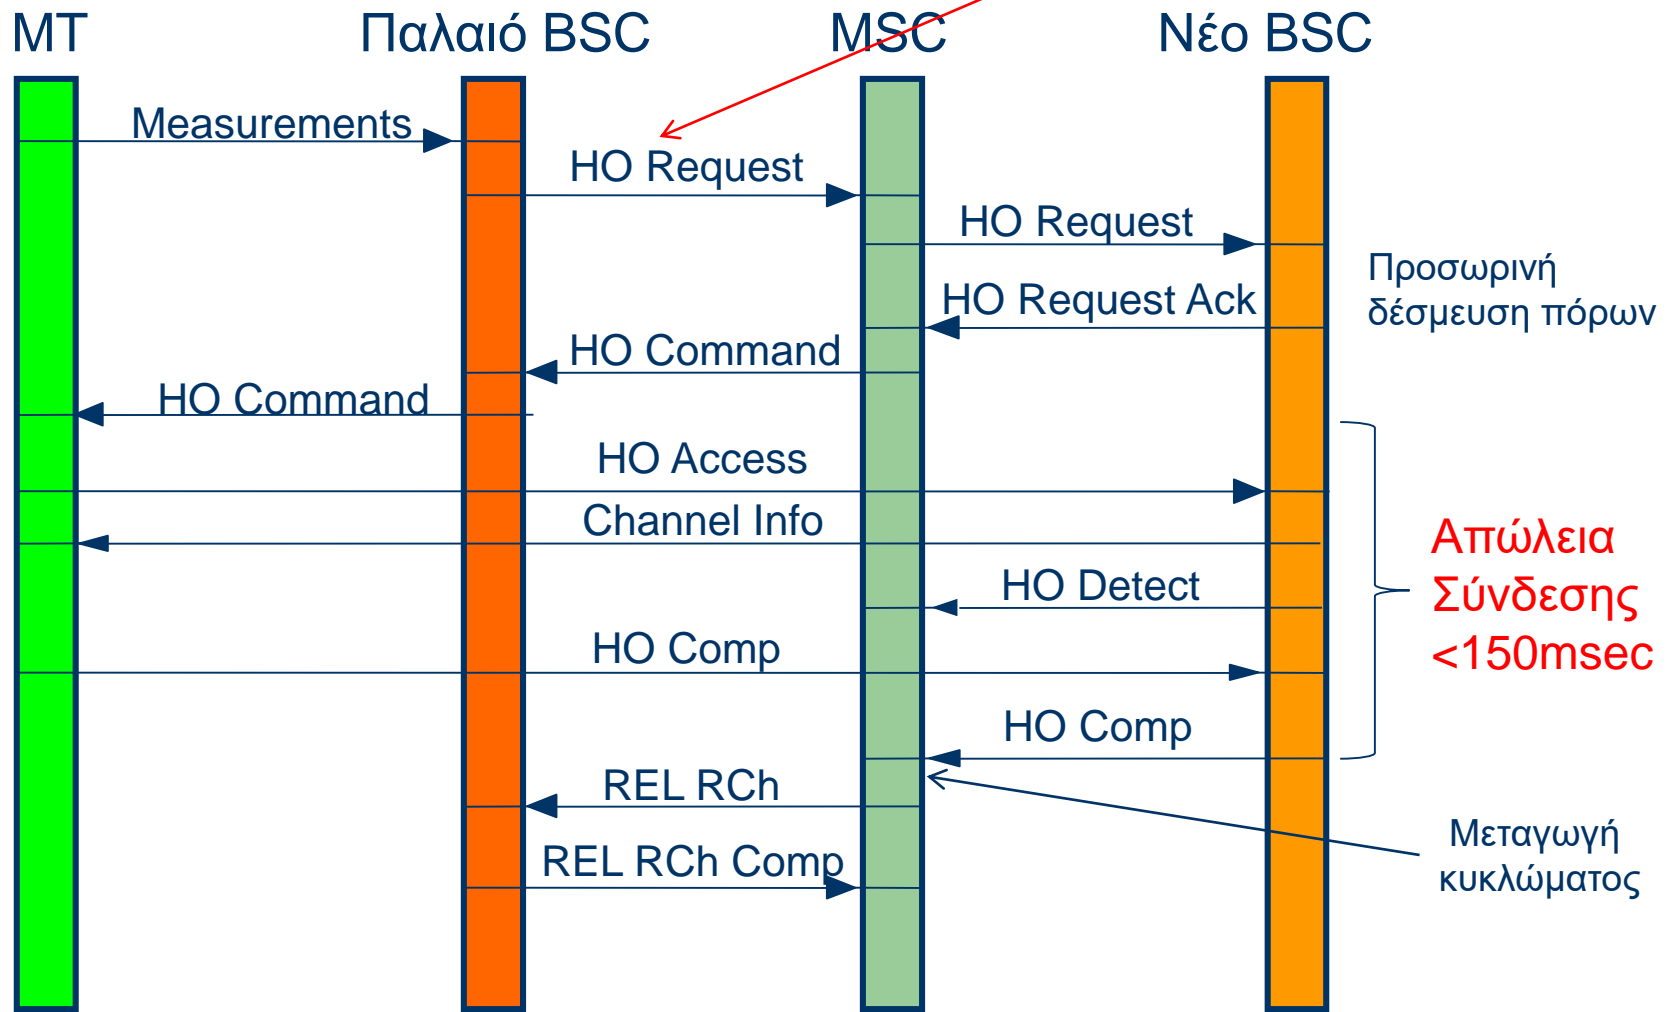 MT
Παλαιό BSC
MSC
Νέο BSC
Measurements
HO Request
HO Request
HO Request Ack
Προσωρινή
δέσμευση πόρων
HO Command
HO Command
HO Access
Channel Info
HO Detect
Απώλεια
Σύνδεσης
<150msec
HO Comp
HO Comp
REL RCh
Μεταγωγή
κυκλώματος
REL RCh Comp